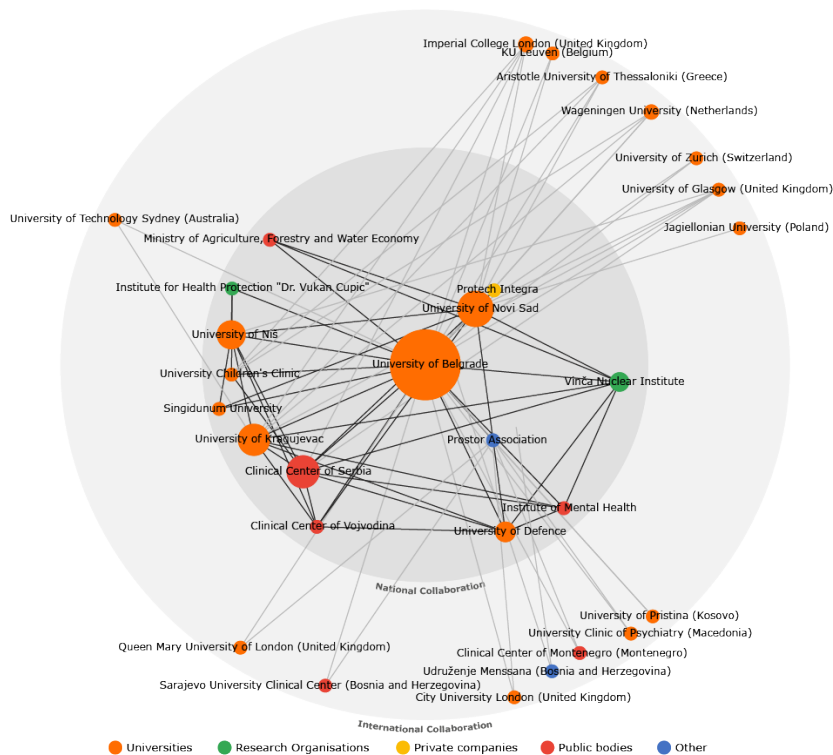 Imperial College London (United Kingdom)
KU Leuven (Belgium)
Aristotle University of Thessaloniki (Greece)
Wageningen University (Netherlands)
University of Zurich (Switzerland)
University of Glasgow (United Kingdom)
University of Technology Sydney (Australia)
Jagiellonian University (Poland)
Ministry of Agriculture, Forestry and Water Economy
Institute for Health Protection "Dr. Vukan Cupic"
Protech Integra
University of Novi Sad
University of Niš
University of Belgrade
University Children's Clinic
Vinča Nuclear Institute
Singidunum University
University of Kragujevac
Prostor Association
Clinical Center of Serbia
Institute of Mental Health
Clinical Center of Vojvodina
University of Defence
National Collaboration
University of Pristina (Kosovo)
University Clinic of Psychiatry (Macedonia)
Queen Mary University of London (United Kingdom)
Clinical Center of Montenegro (Montenegro)
Udruženje Menssana (Bosnia and Herzegovina)
Sarajevo University Clinical Center (Bosnia and Herzegovina)
City University London (United Kingdom)
International Collaboration
Universities
Research Organisations
Private companies
Public bodies
Other